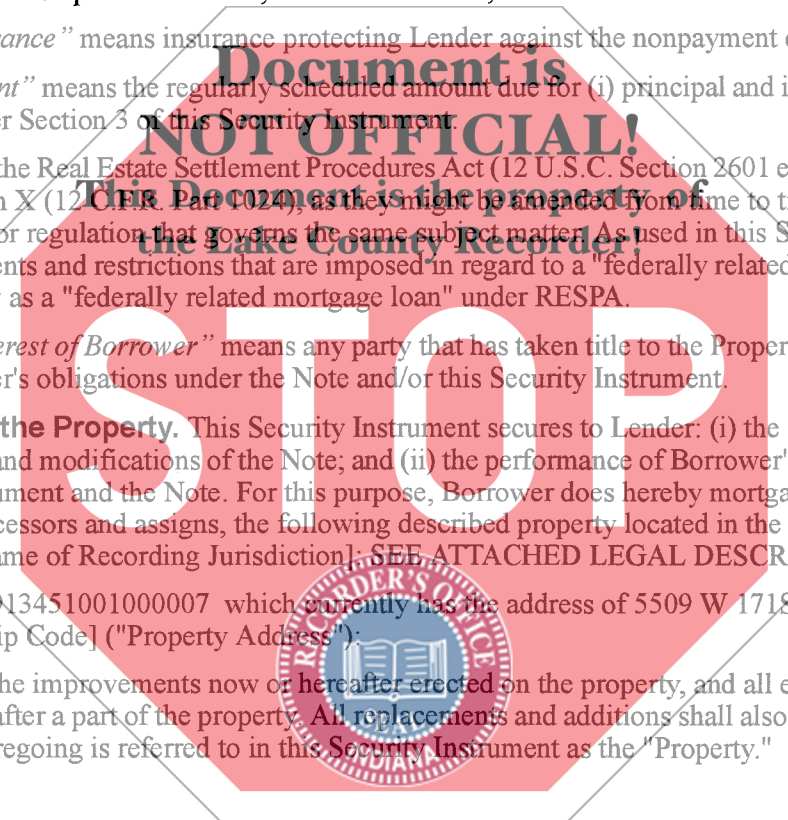 ance” means insurance protecting Lender against the nonpayment
Document is
nt” means the regularly scheduled amount due for (i) principal and i
NOT OFFICIAL!
er Section 3 of this Security Instrument.
the Real Estate Settlement Procedures Act (12 U.S.C. Section 2601 e
This Document is the property of
n X (12 C.F.R. Part 1024), as they might be amended from time to t
the Lake County Recorder!
or regulation that governs the same subject matter. As used in this S
ents and restrictions that are imposed in regard to a "federally related
y as a "federally related mortgage loan" under RESPA.
STOP
erest of Borrower” means any party that has taken title to the Proper
er's obligations under the Note and/or this Security Instrument.
the Property. This Security Instrument secures to Lender: (i) the
and modifications of the Note; and (ii) the performance of Borrower'
ument and the Note. For this purpose, Borrower does hereby mortga
cessors and assigns, the following described property located in the
ame of Recording Jurisdiction]: SEE ATTACHED LEGAL DESCR
RECORDER'S OFFICE
913451001000007 which currently has the address of 5509 W 1718
ip Code] ("Property Address"):
he improvements now or hereafter erected on the property, and all e
after a part of the property. All replacements and additions shall also
SEAL
INDIANA
regoing is referred to in this Security Instrument as the "Property."